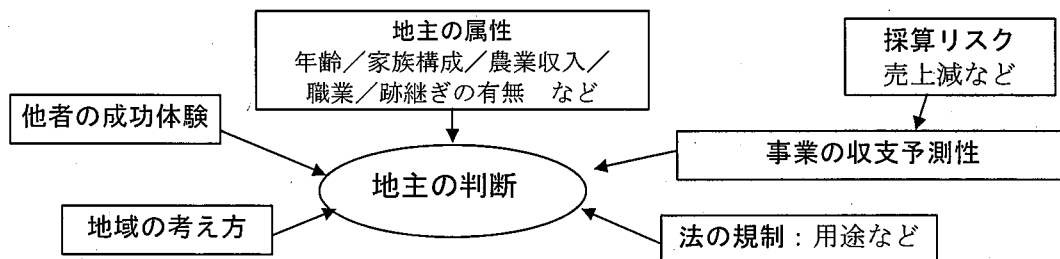 地主の属性
年齢／家族構成／農業収入／
職業／跡継ぎの有無　など
採算リスク
売上減など
他者の成功体験
事業の収支予測性
地主の判断
地域の考え方
法の規制：用途など